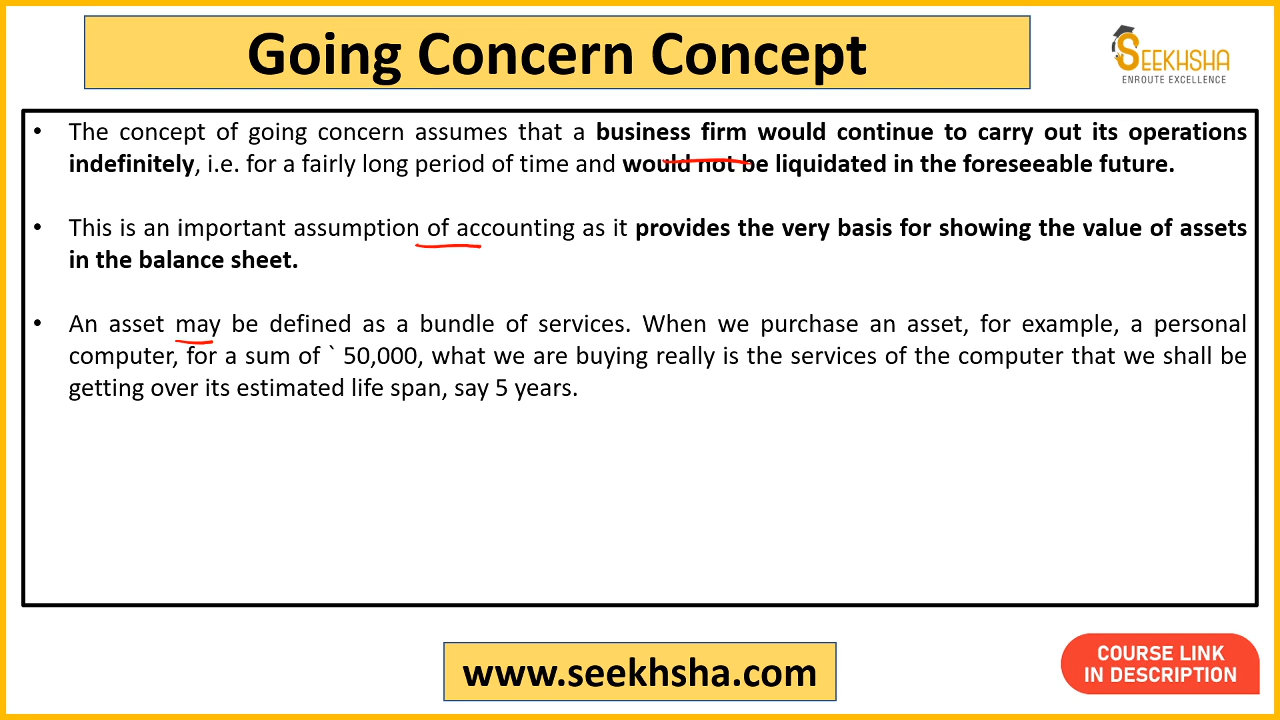 Going Concern Concept
SEEKHSHA
ENROUTE EXCELLENCE
• The concept of going concern assumes that a business firm would continue to carry out its operations
indefinitely, i.e. for a fairly long period of time and would not be liquidated in the foreseeable future.
• This is an important assumption of accounting as it provides the very basis for showing the value of assets
in the balance sheet.
• An asset may be defined as a bundle of services. When we purchase an asset, for example, a personal
computer, for a sum of ` 50,000, what we are buying really is the services of the computer that we shall be
getting over its estimated life span, say 5 years.
www.seekhsha.com
COURSE LINK
IN DESCRIPTION